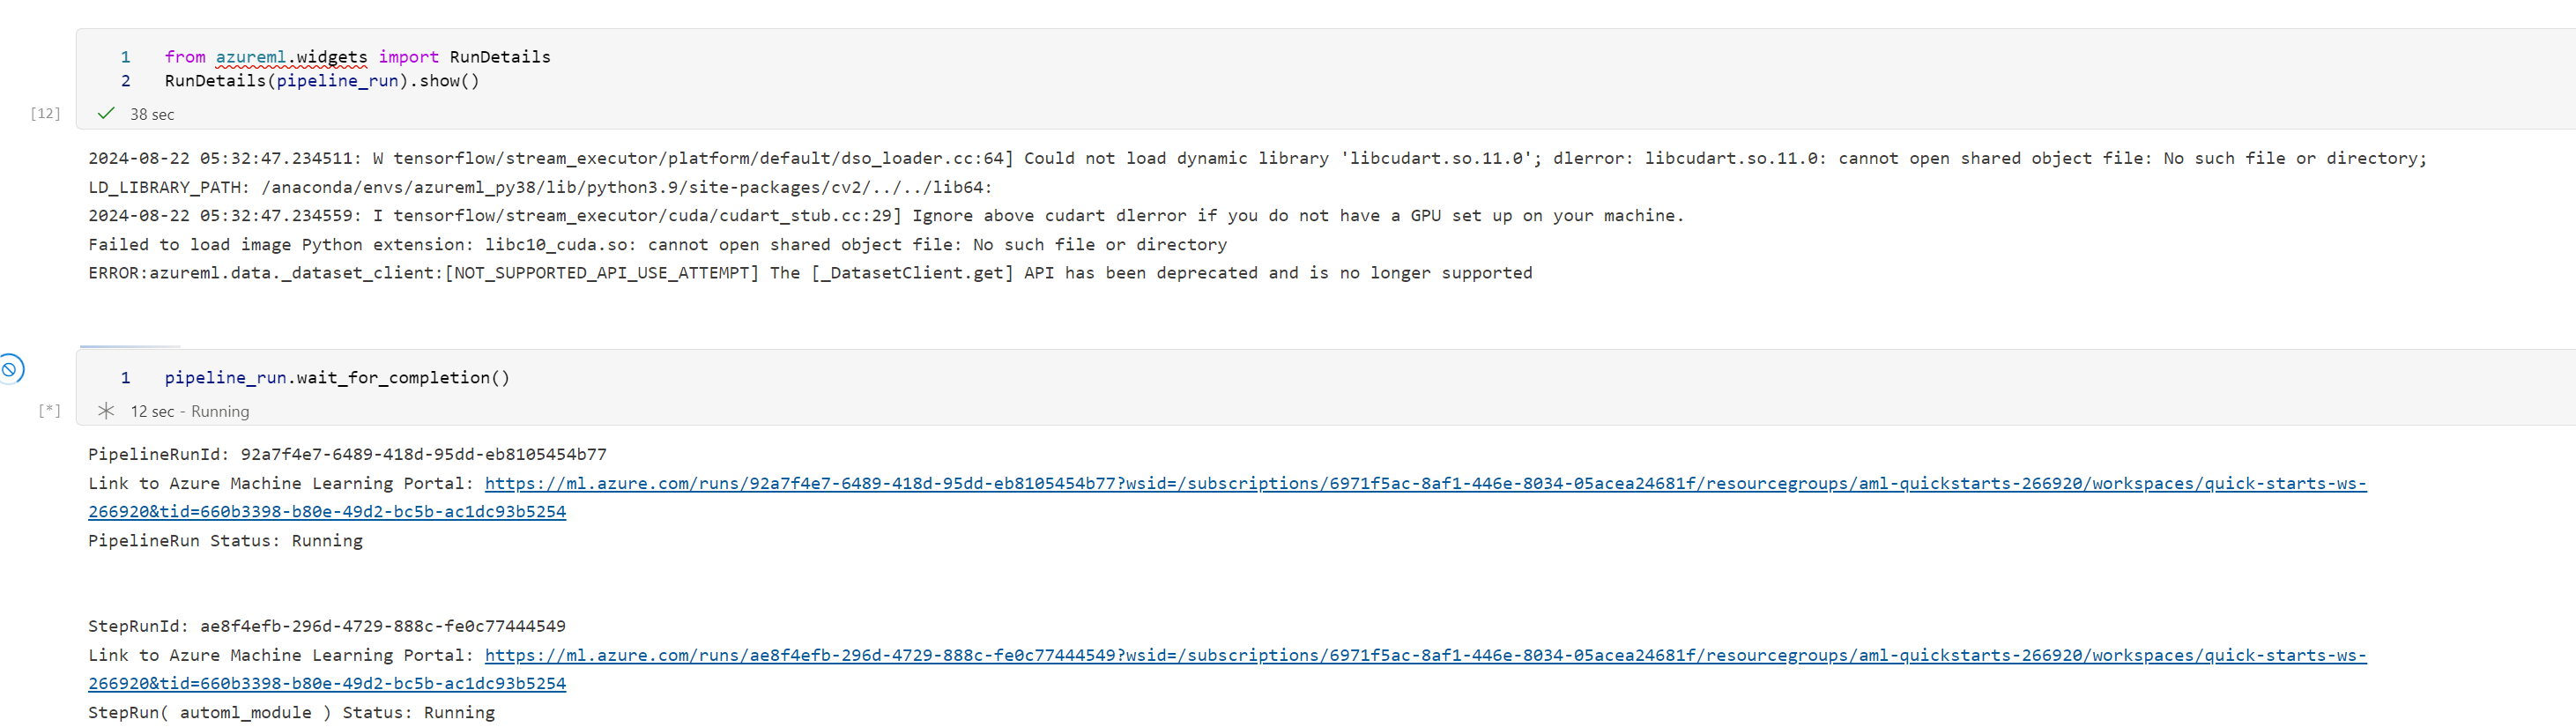 1 from azureml.widgets import RunDetails
2 RunDetails(pipeline_run).show()
[12] 38 sec
2024-08-22 05:32:47.234511: W tensorflow/stream_executor/platform/default/dso_loader.cc:64] Could not load dynamic library 'libcudart.so.11.0'; dlerror: libcudart.so.11.0: cannot open shared object file: No such file or directory;
LD_LIBRARY_PATH: /anaconda/envs/azureml_py38/lib/python3.9/site-packages/cv2/../../lib64:
2024-08-22 05:32:47.234559: I tensorflow/stream_executor/cuda/cudart_stub.cc:29] Ignore above cudart dlerror if you do not have a GPU set up on your machine.
Failed to load image Python extension: libc10_cuda.so: cannot open shared object file: No such file or directory
ERROR:azureml.data._dataset_client:[NOT_SUPPORTED_API_USE_ATTEMPT] The [_DatasetClient.get] API has been deprecated and is no longer supported
1 pipeline_run.wait_for_completion()
[*] 12 sec - Running
PipelineRunId: 92a7f4e7-6489-418d-95dd-eb8105454b77
Link to Azure Machine Learning Portal: https://ml.azure.com/runs/92a7f4e7-6489-418d-95dd-eb8105454b77?wsid=/subscriptions/6971f5ac-8af1-446e-8034-05acea24681f/resourcegroups/aml-quickstarts-266920/workspaces/quick-starts-ws-
266920&tid=660b3398-b80e-49d2-bc5b-ac1dc93b5254
PipelineRun Status: Running
StepRunId: ae8f4efb-296d-4729-888c-fe0c77444549
Link to Azure Machine Learning Portal: https://ml.azure.com/runs/ae8f4efb-296d-4729-888c-fe0c77444549?wsid=/subscriptions/6971f5ac-8af1-446e-8034-05acea24681f/resourcegroups/aml-quickstarts-266920/workspaces/quick-starts-ws-
266920&tid=660b3398-b80e-49d2-bc5b-ac1dc93b5254
StepRun( automl_module ) Status: Running